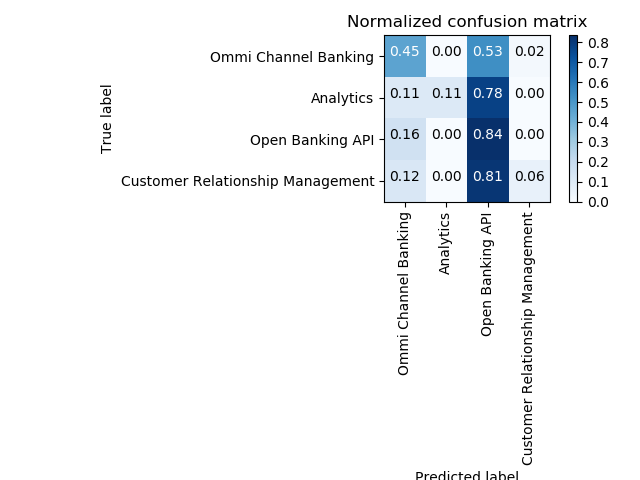 Normalized confusion matrix
True label
Ommi Channel Banking 0.45 0.00 0.53 0.02
Analytics 0.11 0.11 0.78 0.00
Open Banking API 0.16 0.00 0.84 0.00
Customer Relationship Management 0.12 0.00 0.81 0.06
0.8
0.7
0.6
0.5
0.4
0.3
0.2
0.1
0.0
Ommi Channel Banking
Analytics
Open Banking API
Customer Relationship Management
Predicted label